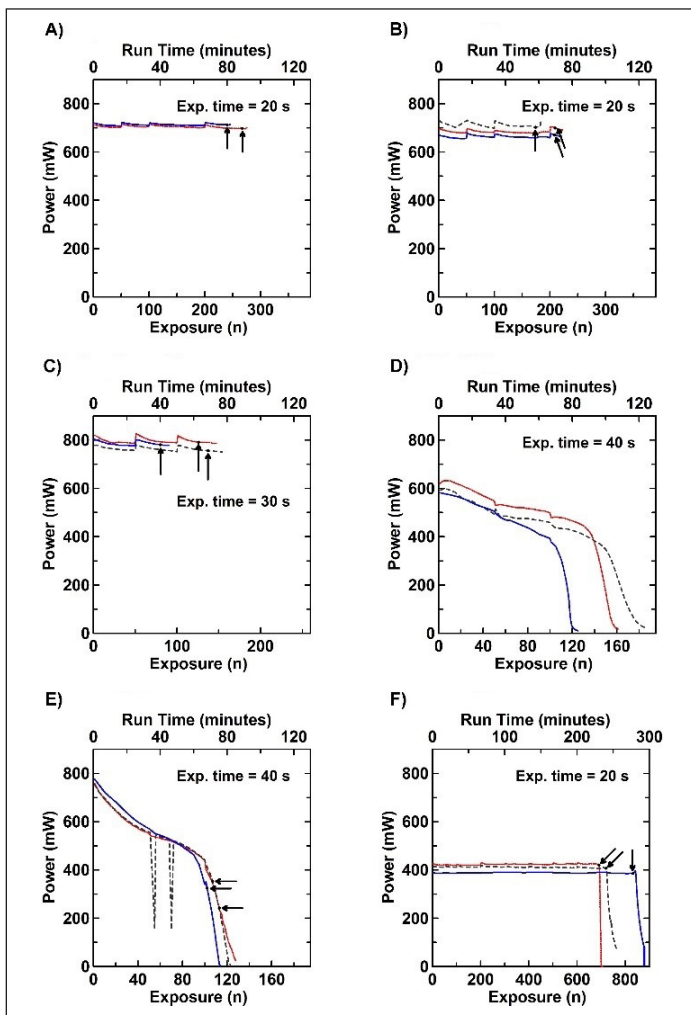 A)
Run Time (minutes)
0 40 80 120
Exp. time = 20 s
Power (mW)
800
600
400
200
0
0 100 200 300
Exposure (n)
B)
Run Time (minutes)
0 40 80 120
Exp. time = 20 s
Power (mW)
800
600
400
200
0
0 100 200 300
Exposure (n)
C)
Run Time (minutes)
0 40 80 120
Exp. time = 30 s
Power (mW)
800
600
400
200
0
0 100 200
Exposure (n)
D)
Run Time (minutes)
0 40 80 120
Exp. time = 40 s
Power (mW)
800
600
400
200
0
0 40 80 120 160
Exposure (n)
E)
Run Time (minutes)
0 40 80 120
Exp. time = 40 s
Power (mW)
800
600
400
200
0
0 40 80 120 160
Exposure (n)
F)
Run Time (minutes)
0 100 200 300
Exp. time = 20 s
Power (mW)
800
600
400
200
0
0 200 400 600 800
Exposure (n)